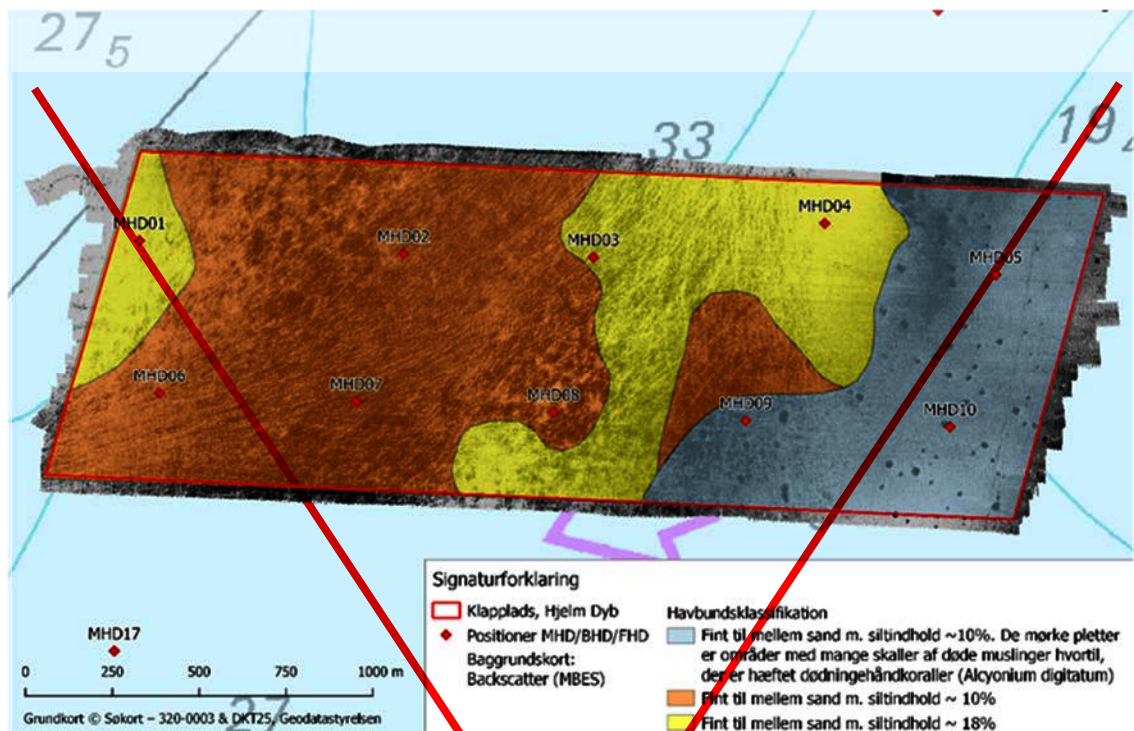 27₅
33
19₄
MHD01
MHD02
MHD03
MHD04
MHD05
MHD06
MHD07
MHD08
MHD09
MHD10
MHD17
0 250 500 750 1000 m
27
Grundkort © Søkort – 320-0003 & DKT25, Geodatastyrelsen
Signaturforklaring
Klapplads, Hjelm Dyb
Positioner MHD/BHD/FHD
Baggrundskort:
Backscatter (MBES)
Havbundsklassifikation
Fint til mellem sand m. siltindhold ~10%. De mørke pletter
er områder med mange skaller af døde muslinger hvortil,
der er hæftet dødningehåndkoraller (Alcyonium digitatum)
Fint til mellem sand m. siltindhold ~ 10%
Fint til mellem sand m. siltindhold ~ 18%